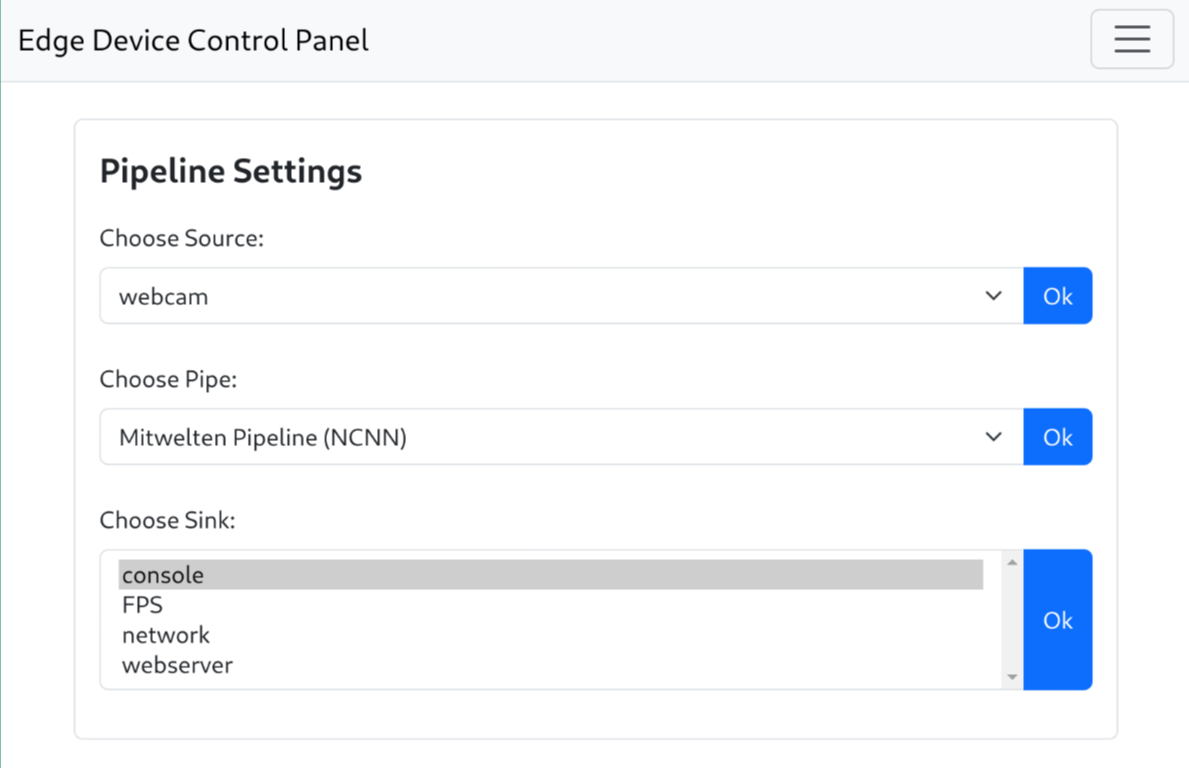 Edge Device Control Panel
Pipeline Settings
Choose Source:
webcam
Ok
Choose Pipe:
Mitwelten Pipeline (NCNN)
Ok
Choose Sink:
console
FPS
network
webserver
Ok